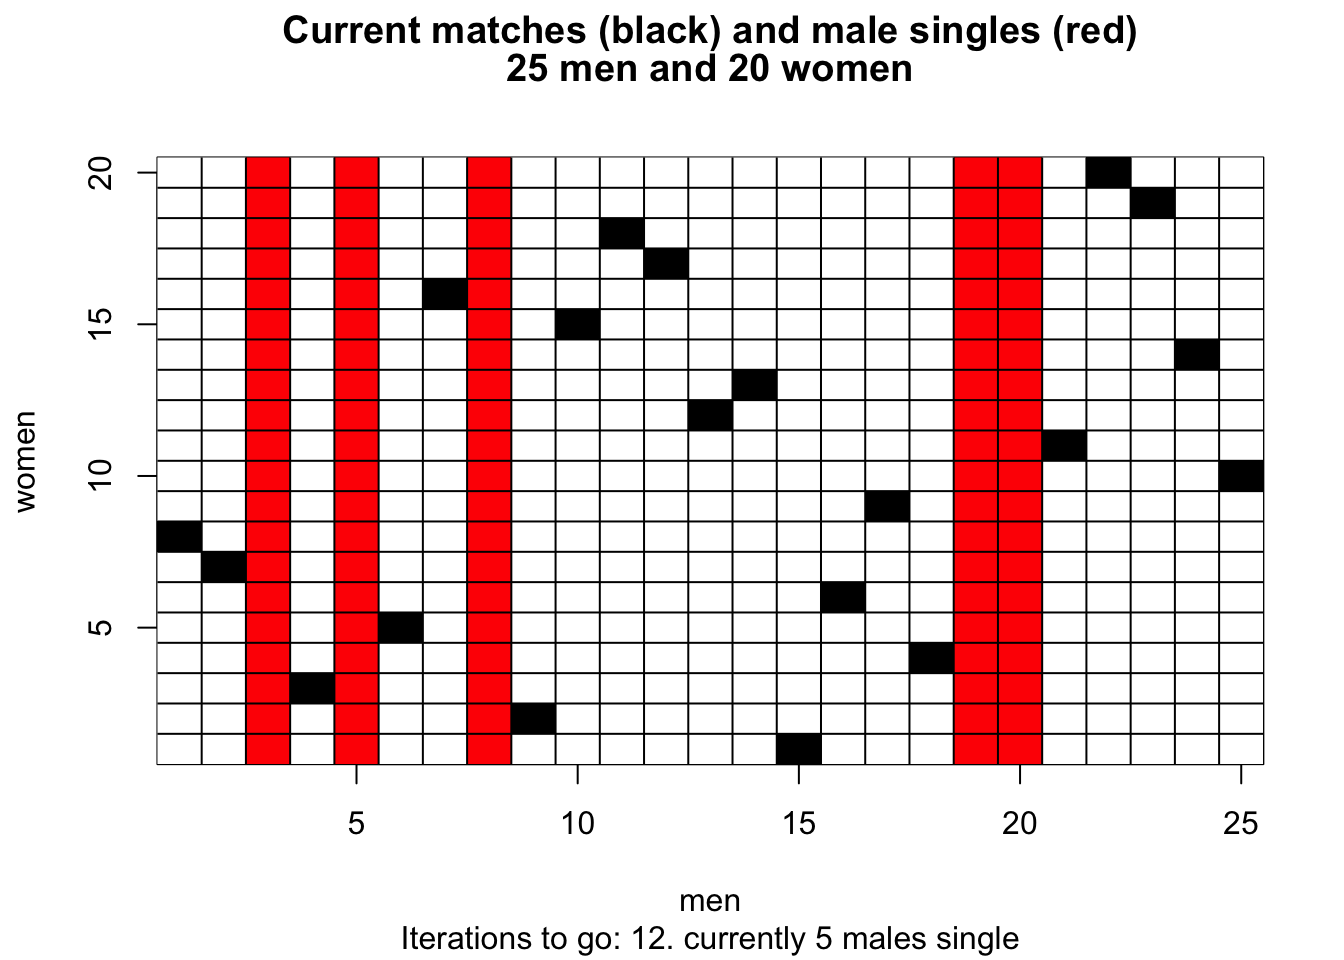 Current matches (black) and male singles (red)
25 men and 20 women
20
15
10
5
women
5 10 15 20 25
men
Iterations to go: 12. currently 5 males single